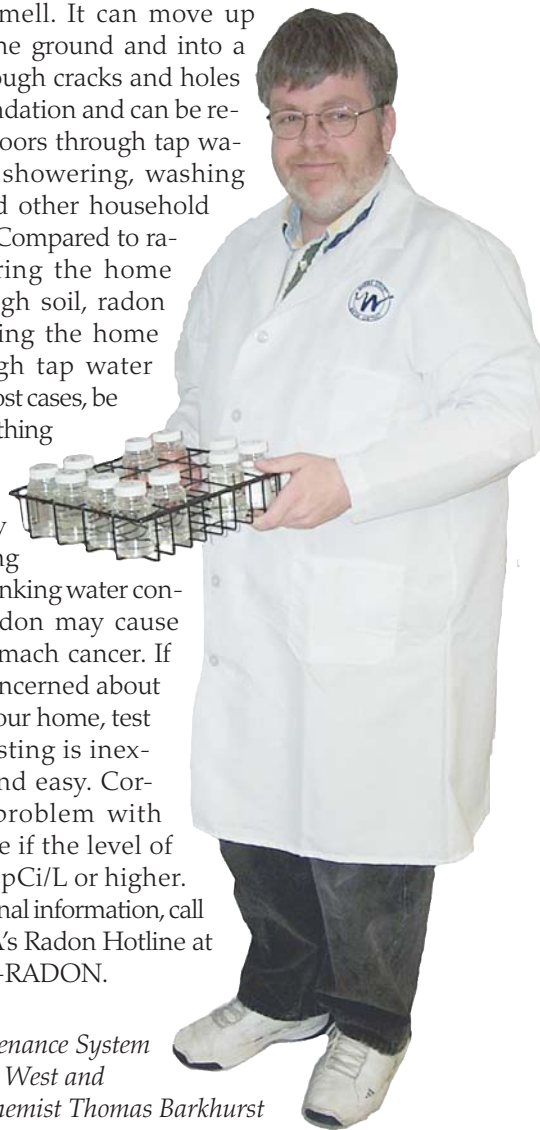 mell. It can move up
ne ground and into a
ough cracks and holes
ndation and can be re-
oors through tap wa-
showering, washing
d other household
Compared to ra-
ring the home
gh soil, radon
ing the home
gh tap water
ost cases, be
thing
y
ng
nking water con-
don may cause
mach cancer. If
oncerned about
our home, test
sting is inex-
nd easy. Cor-
problem with
e if the level of
pCi/L or higher.
nal information, call
A's Radon Hotline at
-RADON.
enance System
West and
hemist Thomas Barkhurst
W